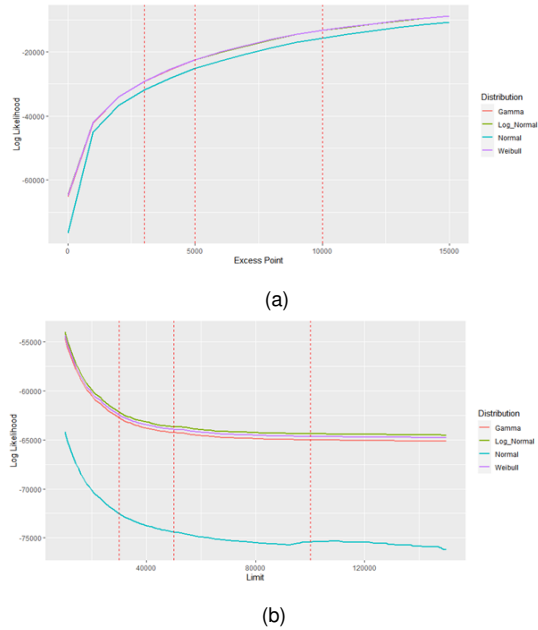 -20000
-40000
-60000
Log Likelihood
0
5000
10000
15000
Excess Point
Distribution
Gamma
Log_Normal
Normal
Weibull
(a)
-55000
-60000
-65000
-70000
-75000
Log Likelihood
40000
80000
120000
Limit
Distribution
Gamma
Log_Normal
Normal
Weibull
(b)